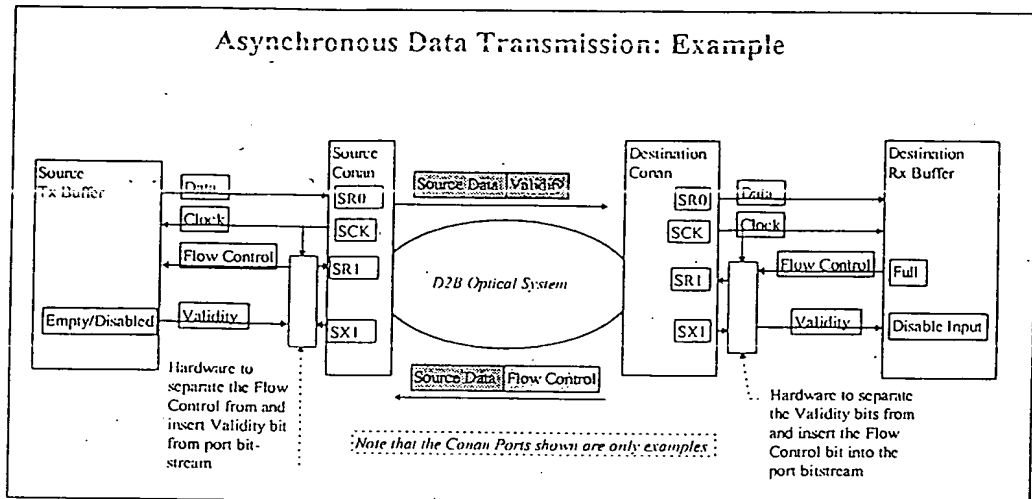 Asynchronous Data Transmission: Example
Source
Tx Buffer
Data
Clock
Flow Control
Empty/Disabled
Validity
Source
Conan
SR0
SCK
SR1
SX1
Source Data
Validity
D2B Optical System
Source Data
Flow Control
Destination
Conan
SR0
SCK
SR1
SX1
Data
Clock
Flow Control
Validity
Destination
Rx Buffer
Full
Disable Input
Hardware to
separate the Flow
Control from and
insert Validity bit
from port bit-
stream
Note that the Conan Ports shown are only examples
Hardware to separate
the Validity bits from
and insert the Flow
Control bit into the
port bitstream